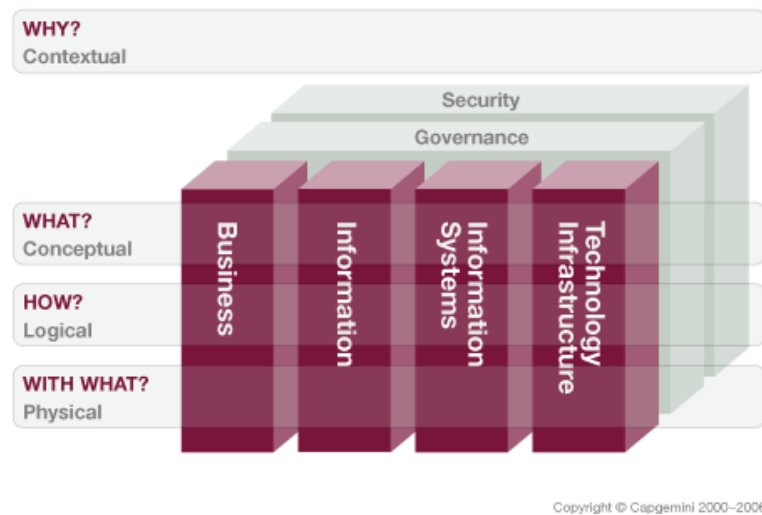 WHY?
Contextual
Security
Governance
WHAT?
Conceptual
HOW?
Logical
WITH WHAT?
Physical
Business
Information
Information
Systems
Technology
Infrastructure
Copyright © Capgemini 2000–2006